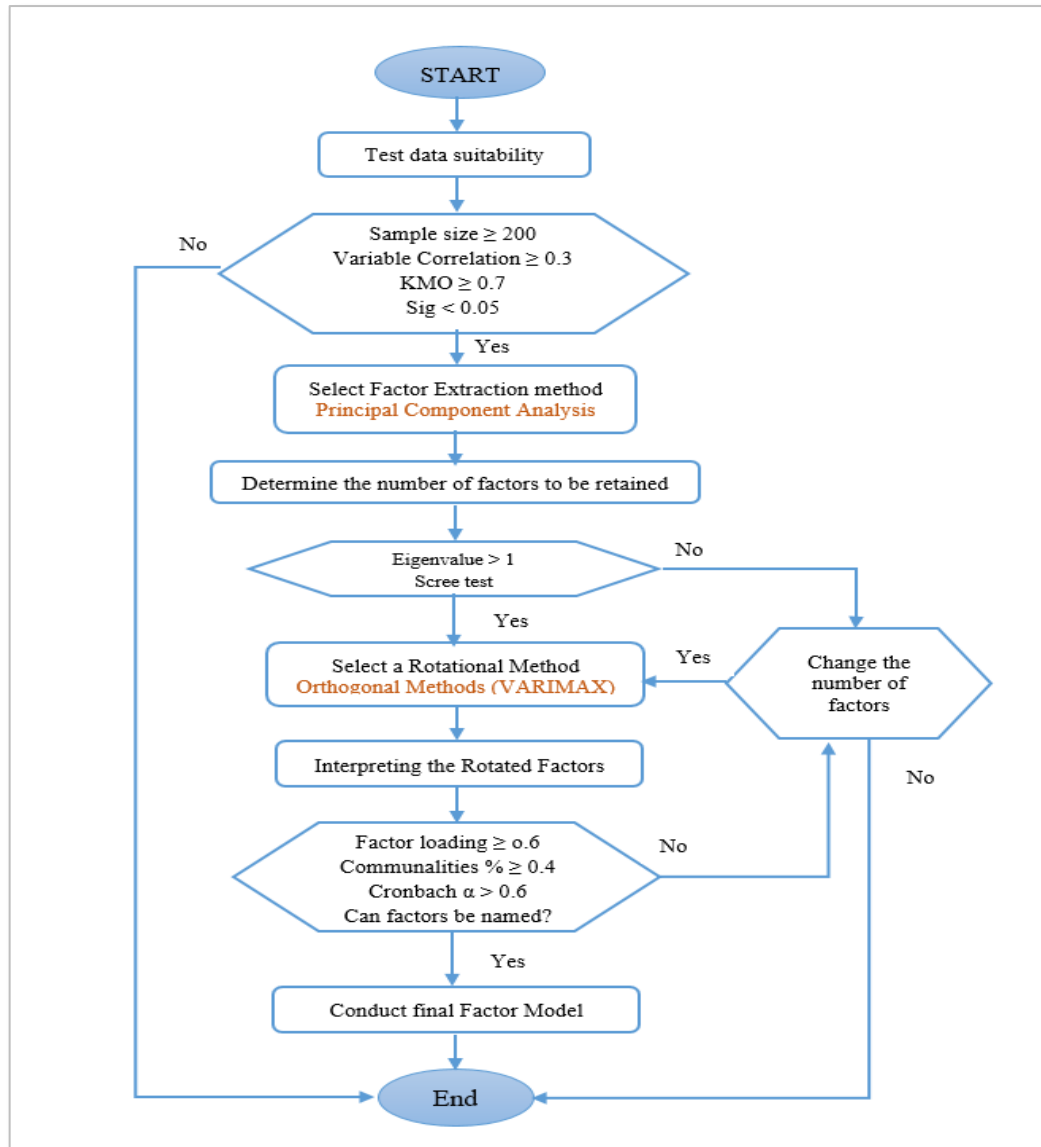 START
Test data suitability
No
Sample size ≥ 200
Variable Correlation ≥ 0.3
KMO ≥ 0.7
Sig < 0.05
Yes
Select Factor Extraction method
Principal Component Analysis
Determine the number of factors to be retained
Eigenvalue > 1
Scree test
No
Yes
Select a Rotational Method
Orthogonal Methods (VARIMAX)
Yes
Change the
number of
factors
Interpreting the Rotated Factors
No
Factor loading ≥ o.6
Communalities % ≥ 0.4
Cronbach α > 0.6
Can factors be named?
No
Yes
Conduct final Factor Model
End